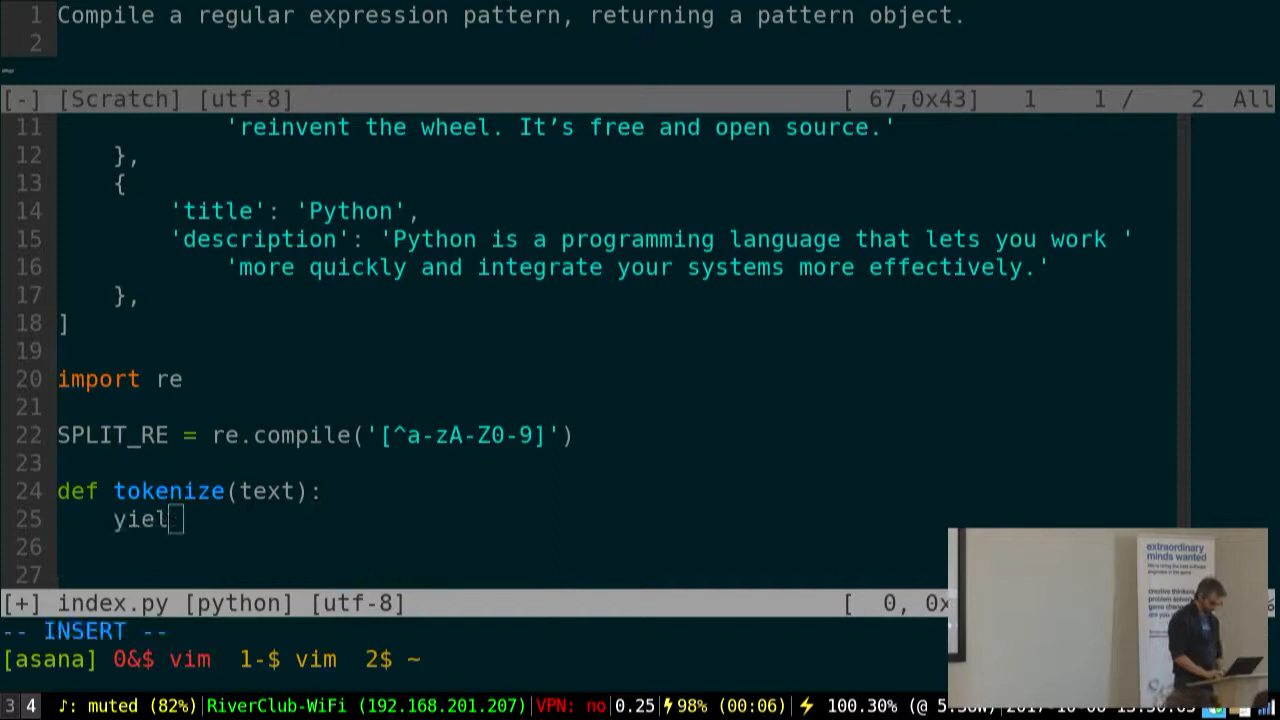 1 Compile a regular expression pattern, returning a pattern object.
2
~
[-] [Scratch] [utf-8] [ 67,0x43] 1 1 / 2 All
11 'reinvent the wheel. It’s free and open source.'
12 },
13 {
14 'title': 'Python',
15 'description': 'Python is a programming language that lets you work '
16 'more quickly and integrate your systems more effectively.'
17 },
18 ]
19
20 import re
21
22 SPLIT_RE = re.compile('[^a-zA-Z0-9]')
23
24 def tokenize(text):
25 yiel
26
27
extraordinary
minds wanted
[+] index.py [python] [utf-8] [ 0, 0x
-- INSERT --
[asana] 0&$ vim 1-$ vim 2$ ~
3 4 ♪: muted (82%)|RiverClub-WiFi (192.168.201.207)|VPN: no|0.25|⚡98% (00:06)|⚡ 100.30% (@